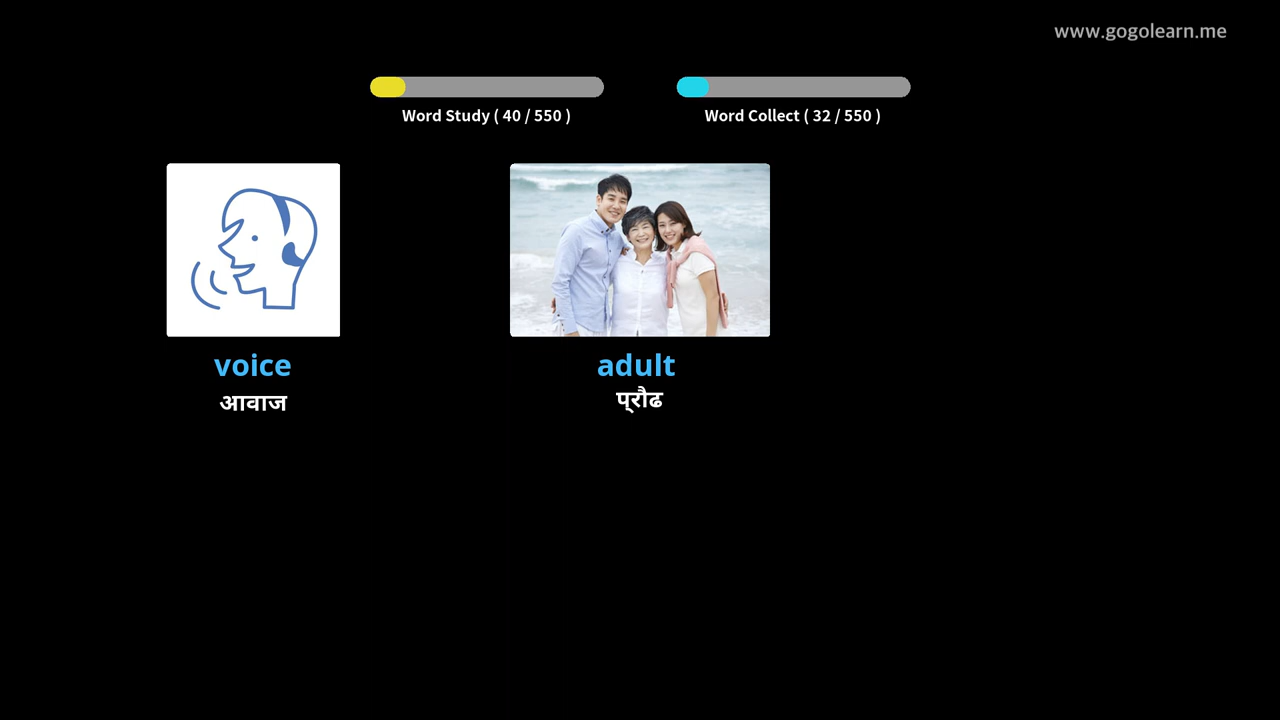 www.gogolearn.me
Word Study ( 40 / 550 )
Word Collect ( 32 / 550 )
voice
आवाज
adult
प्रौढ